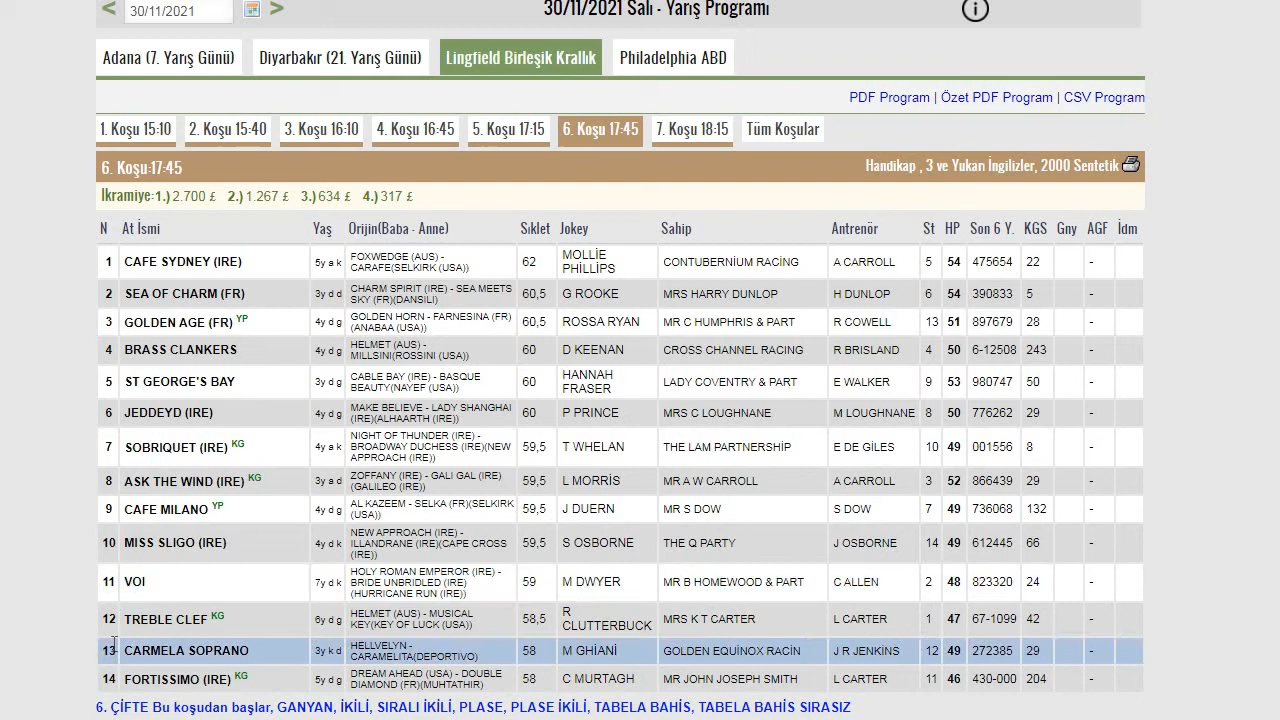 30/11/2021
30/11/2021 Salı - Yarış Programı
Adana (7. Yarış Günü) Diyarbakır (21. Yarış Günü) Lingfield Birleşik Krallık Philadelphia ABD
PDF Program | Özet PDF Program | CSV Program
1. Koşu 15:10 2. Koşu 15:40 3. Koşu 16:10 4. Koşu 16:45 5. Koşu 17:15 6. Koşu 17:45 7. Koşu 18:15 Tüm Koşular
6. Koşu:17:45 Handikap , 3 ve Yukarı İngilizler, 2000 Sentetik
İkramiye:1.) 2.700 £ 2.) 1.267 £ 3.) 634 £ 4.) 317 £
N At İsmi Yaş Orijin(Baba - Anne) Sıklet Jokey Sahip Antrenör St HP Son 6 Y. KGS Gny AGF İdm
1 CAFE SYDNEY (IRE) 5y a k FOXWEDGE (AUS) - CARAFE(SELKIRK (USA)) 62 MOLLİE PHİLLİPS CONTUBERNİUM RACİNG A CARROLL 5 54 475654 22 -
2 SEA OF CHARM (FR) 3y d d CHARM SPIRIT (IRE) - SEA MEETS SKY (FR)(DANSILI) 60,5 G ROOKE MRS HARRY DUNLOP H DUNLOP 6 54 390833 5 -
3 GOLDEN AGE (FR) YP 4y d g GOLDEN HORN - FARNESINA (FR)(ANABAA (USA)) 60,5 ROSSA RYAN MR C HUMPHRIS & PART R COWELL 13 51 897679 28 -
4 BRASS CLANKERS 4y d g HELMET (AUS) - MILLSINI(ROSSINI (USA)) 60 D KEENAN CROSS CHANNEL RACING R BRISLAND 4 50 6-12508 243 -
5 ST GEORGE'S BAY 3y d g CABLE BAY (IRE) - BASQUE BEAUTY(NAYEF (USA)) 60 HANNAH FRASER LADY COVENTRY & PART E WALKER 9 53 980747 50 -
6 JEDDEYD (IRE) 4y d g MAKE BELIEVE - LADY SHANGHAI (IRE)(ALHAARTH (IRE)) 60 P PRINCE MRS C LOUGHNANE M LOUGHNANE 8 50 776262 29 -
7 SOBRIQUET (IRE) KG 4y a k NIGHT OF THUNDER (IRE) - BROADWAY DUCHESS (IRE)(NEW APPROACH (IRE)) 59,5 T WHELAN THE LAM PARTNERSHİP E DE GİLES 10 49 001556 8 -
8 ASK THE WIND (IRE) KG 3y a d ZOFFANY (IRE) - GALI GAL (IRE)(GALILEO (IRE)) 59,5 L MORRİS MR A W CARROLL A CARROLL 3 52 866439 29 -
9 CAFE MILANO YP 4y d g AL KAZEEM - SELKA (FR)(SELKIRK (USA)) 59,5 J DUERN MR S DOW S DOW 7 49 736068 132 -
10 MISS SLIGO (IRE) 4y d k NEW APPROACH (IRE) - ILLANDRANE (IRE)(CAPE CROSS (IRE)) 59,5 S OSBORNE THE Q PARTY J OSBORNE 14 49 612445 66 -
11 VOI 7y d k HOLY ROMAN EMPEROR (IRE) - BRIDE UNBRIDLED (IRE)(HURRICANE RUN (IRE)) 59 M DWYER MR B HOMEWOOD & PART C ALLEN 2 48 823320 24 -
12 TREBLE CLEF KG 6y d g HELMET (AUS) - MUSICAL KEY(KEY OF LUCK (USA)) 58,5 R CLUTTERBUCK MRS K T CARTER L CARTER 1 47 67-1099 42 -
13 CARMELA SOPRANO 3y k d HELLVELYN - CARAMELITA(DEPORTIVO) 58 M GHİANİ GOLDEN EQUİNOX RACİN J R JENKİNS 12 49 272385 29 -
14 FORTISSIMO (IRE) KG 5y d g DREAM AHEAD (USA) - DOUBLE DIAMOND (FR)(MUHTATHIR) 58 C MURTAGH MR JOHN JOSEPH SMITH L CARTER 11 46 430-000 204 -
6. ÇİFTE Bu koşudan başlar, GANYAN, İKİLİ, SIRALI İKİLİ, PLASE, PLASE İKİLİ, TABELA BAHİS, TABELA BAHİS SIRASIZ